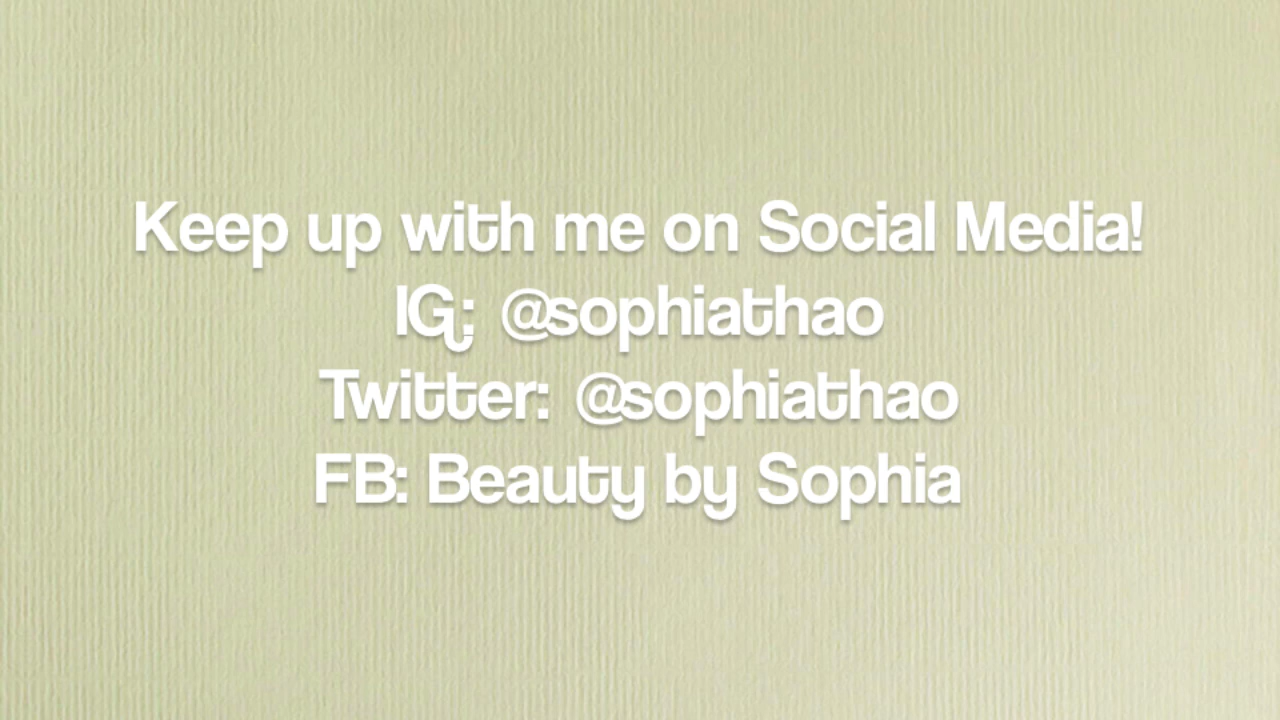 Keep up with me on Social Media!
IG: @sophiathao
Twitter: @sophiathao
FB: Beauty by Sophia